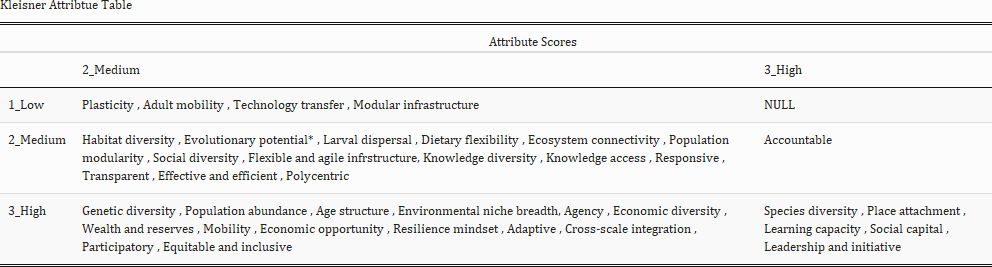 Kleisner Attribtue Table
Attribute Scores
2_Medium 3_High
1_Low Plasticity , Adult mobility , Technology transfer , Modular infrastructure NULL
2_Medium Habitat diversity , Evolutionary potential* , Larval dispersal , Dietary flexibility , Ecosystem connectivity , Population Accountable
modularity , Social diversity , Flexible and agile infrstructure, Knowledge diversity , Knowledge access , Responsive ,
Transparent , Effective and efficient , Polycentric
3_High Genetic diversity , Population abundance , Age structure , Environmental niche breadth, Agency , Economic diversity , Species diversity , Place attachment ,
Wealth and reserves , Mobility , Economic opportunity , Resilience mindset , Adaptive , Cross-scale integration , Learning capacity , Social capital ,
Participatory , Equitable and inclusive Leadership and initiative